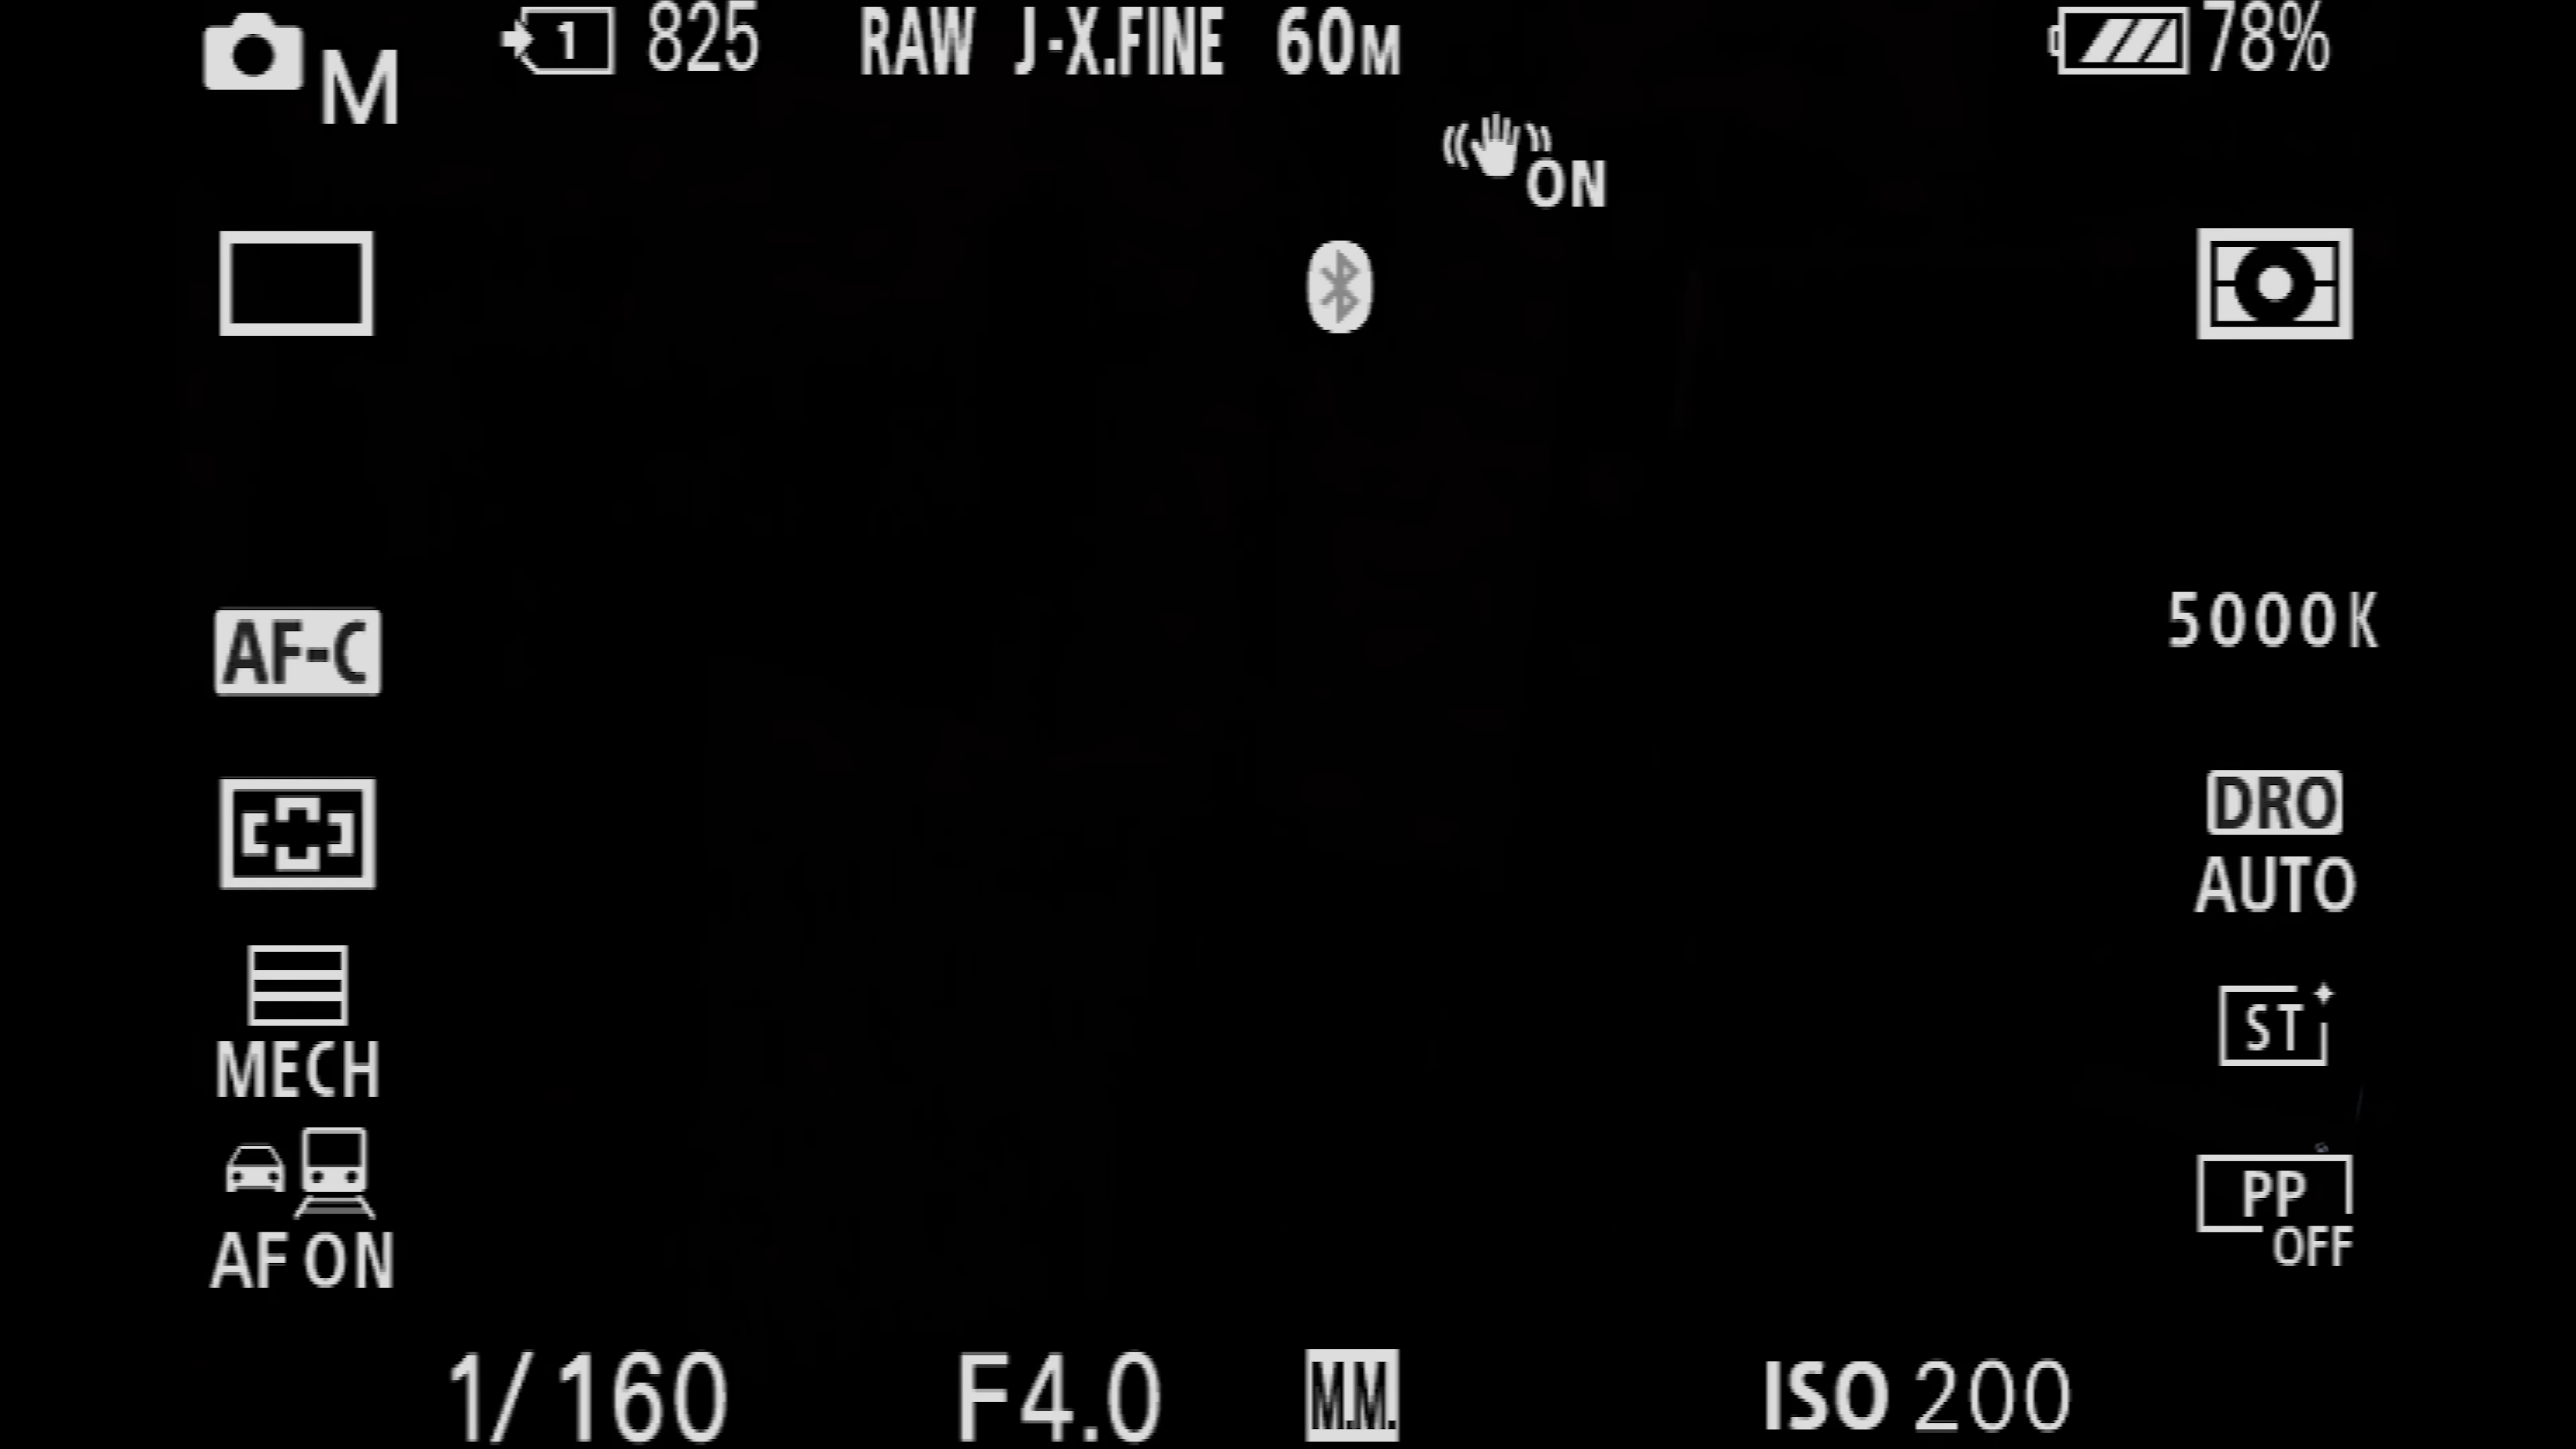 M 1 825 RAW J-X.FINE 60M 78%
ON
AF-C 5000K
DRO
AUTO
MECH ST
AF ON PP OFF
1/160 F4.0 M.M. ISO 200